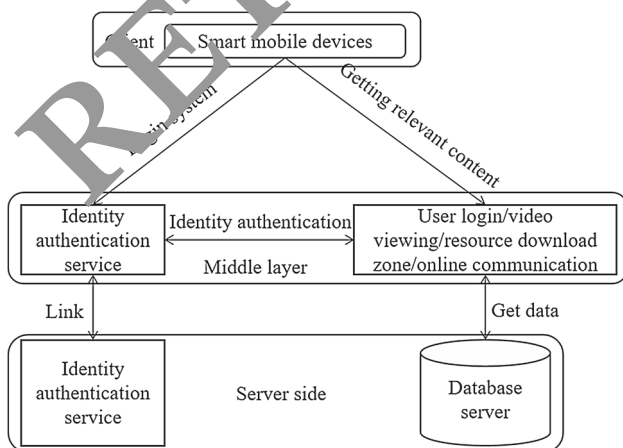 Smart mobile devices
Getting relevant content
system
Identity
authentication
service
Identity authentication
User login/video
viewing/resource download
zone/online communication
Middle layer
Link
Get data
Identity
authentication
service
Server side
Database
server